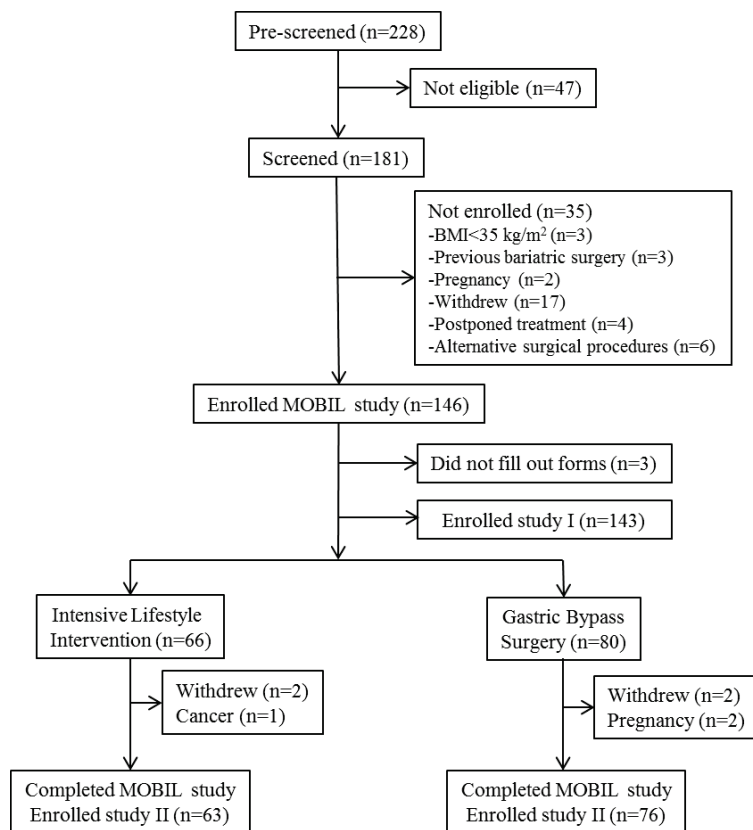 Pre-screened (n=228)
Not eligible (n=47)
Screened (n=181)
Not enrolled (n=35)
-BMI<35 kg/m² (n=3)
-Previous bariatric surgery (n=3)
-Pregnancy (n=2)
-Withdrew (n=17)
-Postponed treatment (n=4)
-Alternative surgical procedures (n=6)
Enrolled MOBIL study (n=146)
Did not fill out forms (n=3)
Enrolled study I (n=143)
Intensive Lifestyle
Intervention (n=66)
Gastric Bypass
Surgery (n=80)
Withdrew (n=2)
Cancer (n=1)
Withdrew (n=2)
Pregnancy (n=2)
Completed MOBIL study
Enrolled study II (n=63)
Completed MOBIL study
Enrolled study II (n=76)